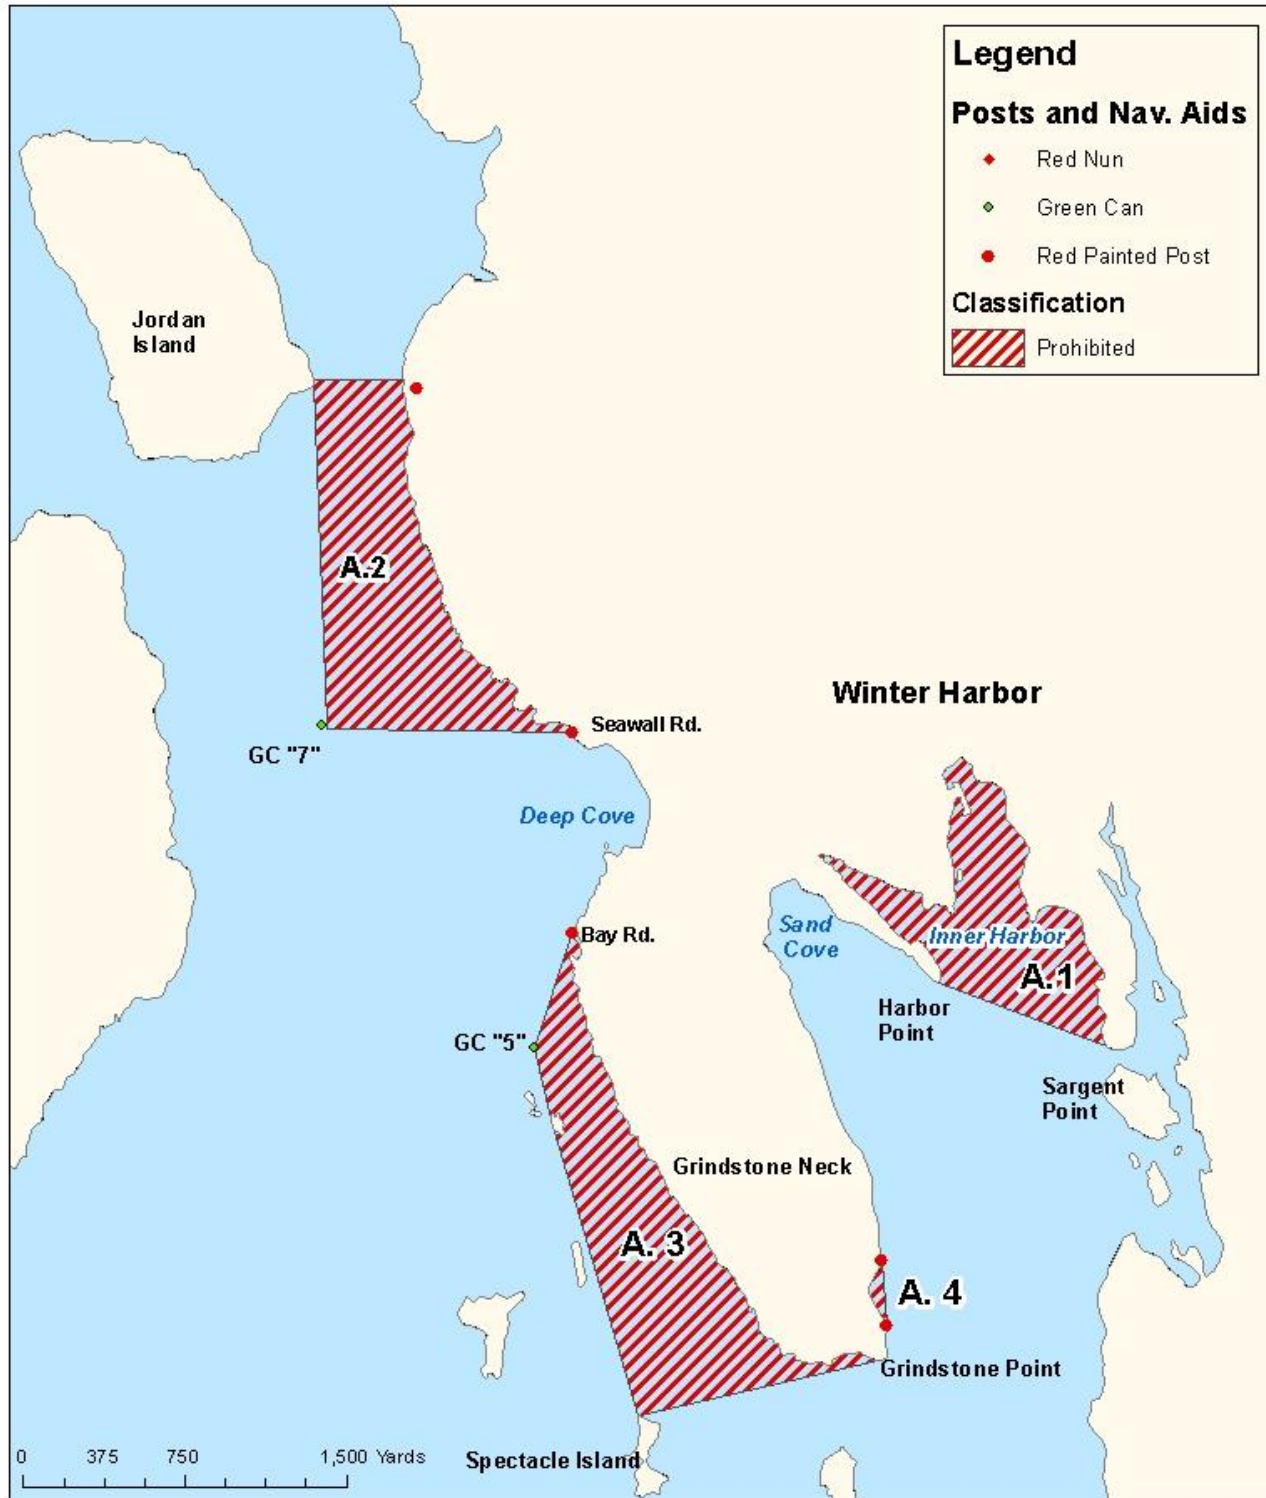 Legend
Posts and Nav. Aids
Red Nun
Green Can
Red Painted Post
Classification
Prohibited
Jordan
Island
A.2
Winter Harbor
Seawall Rd.
GC "7"
Deep Cove
Sand
Cove
Bay Rd.
Inner Harbor
A.1
Harbor
Point
GC "5"
Sargent
Point
Grindstone Neck
A. 3
A. 4
Grindstone Point
0 375 750 1,500 Yards
Spectacle Island